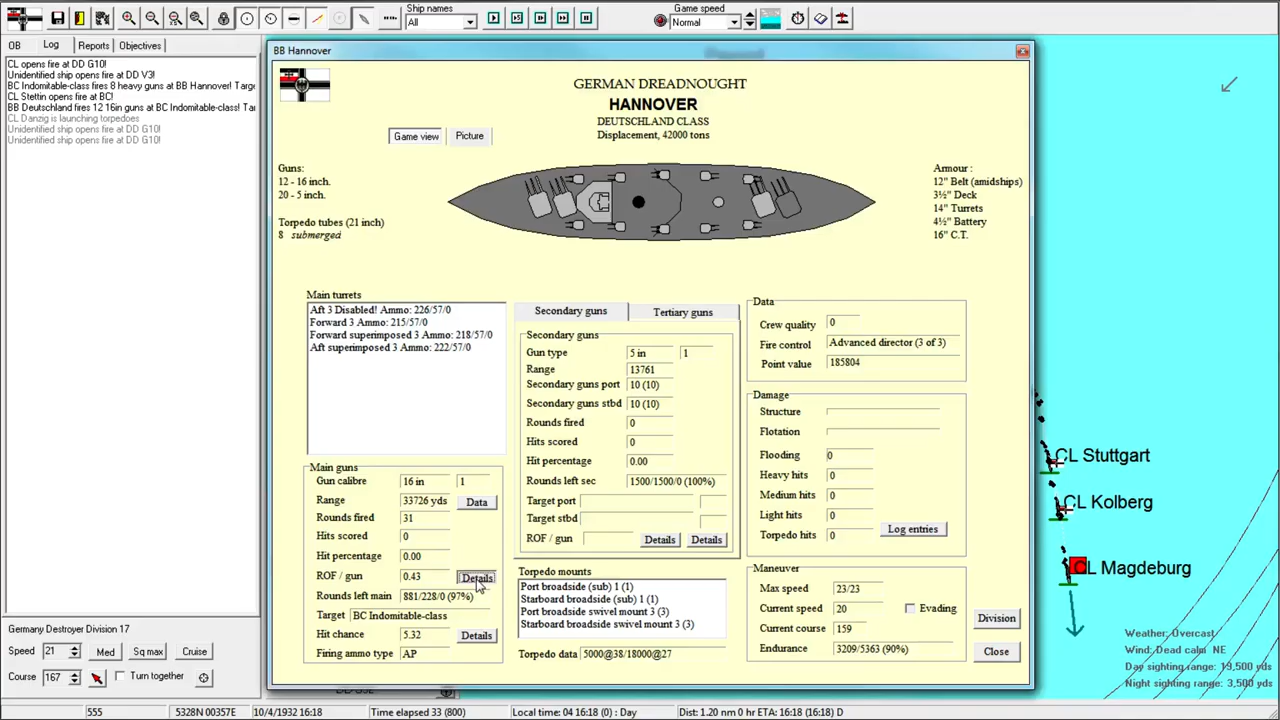 Ship names
All
Game speed
Normal
OB
Log
Reports
Objectives
CL opens fire at DD G10!
Unidentified ship opens fire at DD V3!
BC Indomitable-class fires 8 heavy guns at BB Hannover! Targe
CL Stettin opens fire at BC!
BB Deutschland fires 12 16in guns at BC Indomitable-class! Ta
CL Danzig is launching torpedoes
Unidentified ship opens fire at DD G10!
Unidentified ship opens fire at DD G10!
BB Hannover
GERMAN DREADNOUGHT
HANNOVER
DEUTSCHLAND CLASS
Displacement, 42000 tons
Game view
Picture
Guns:
12 - 16 inch.
20 - 5 inch.
Torpedo tubes (21 inch)
8 submerged
Armour :
12" Belt (amidships)
3½" Deck
14" Turrets
4½" Battery
16" C.T.
Main turrets
Aft 3 Disabled! Ammo: 226/57/0
Forward 3 Ammo: 215/57/0
Forward superimposed 3 Ammo: 218/57/0
Aft superimposed 3 Ammo: 222/57/0
Main guns
Gun calibre 16 in 1
Range 33726 yds Data
Rounds fired 31
Hits scored 0
Hit percentage 0.00
ROF / gun 0.43 Details
Rounds left main 881/228/0 (97%)
Target BC Indomitable-class
Hit chance 5.32 Details
Firing ammo type AP
Secondary guns
Tertiary guns
Secondary guns
Gun type 5 in 1
Range 13761
Secondary guns port 10 (10)
Secondary guns stbd 10 (10)
Rounds fired 0
Hits scored 0
Hit percentage 0.00
Rounds left sec 1500/1500/0 (100%)
Target port
Target stbd
ROF / gun Details Details
Torpedo mounts
Port broadside (sub) 1 (1)
Starboard broadside (sub) 1 (1)
Port broadside swivel mount 3 (3)
Starboard broadside swivel mount 3 (3)
Torpedo data 5000@38/18000@27
Data
Crew quality 0
Fire control Advanced director (3 of 3)
Point value 185804
Damage
Structure
Flotation
Flooding 0
Heavy hits 0
Medium hits 0
Light hits 0
Torpedo hits 0
Log entries
Maneuver
Max speed 23/23
Current speed 20 Evading
Current course 159
Endurance 3209/5363 (90%)
Division
Close
CL Stuttgart
CL Kolberg
CL Magdeburg
Weather: Overcast
Wind: Dead calm NE
Day sighting range: 19,500 yds
Night sighting range: 3,500 yds
Germany Destroyer Division 17
Speed 21 Med Sq max Cruise
Course 167 Turn together
555
5328N 00357E
10/4/1932 16:18
Time elapsed 33 (800)
Local time: 04 16:18 (0) : Day
Dist: 1.20 nm 0 hr ETA: 16:18 (16:18) D